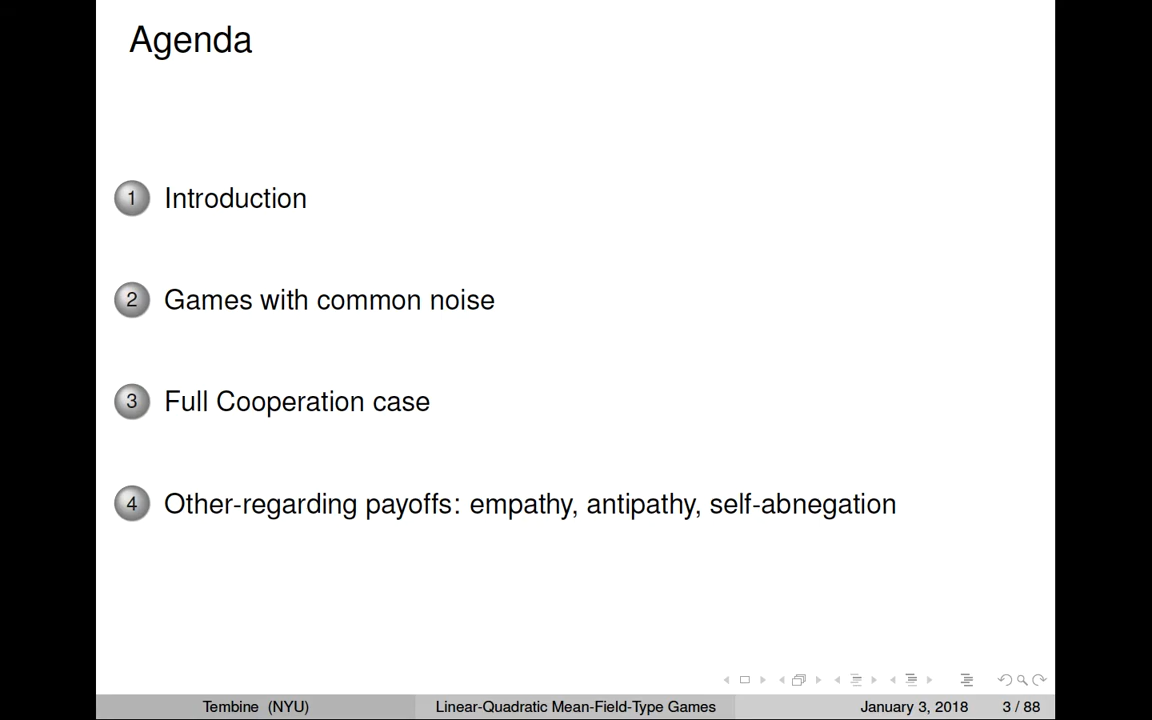 Agenda
1 Introduction
2 Games with common noise
3 Full Cooperation case
4 Other-regarding payoffs: empathy, antipathy, self-abnegation
Tembine (NYU) Linear-Quadratic Mean-Field-Type Games January 3, 2018 3 / 88